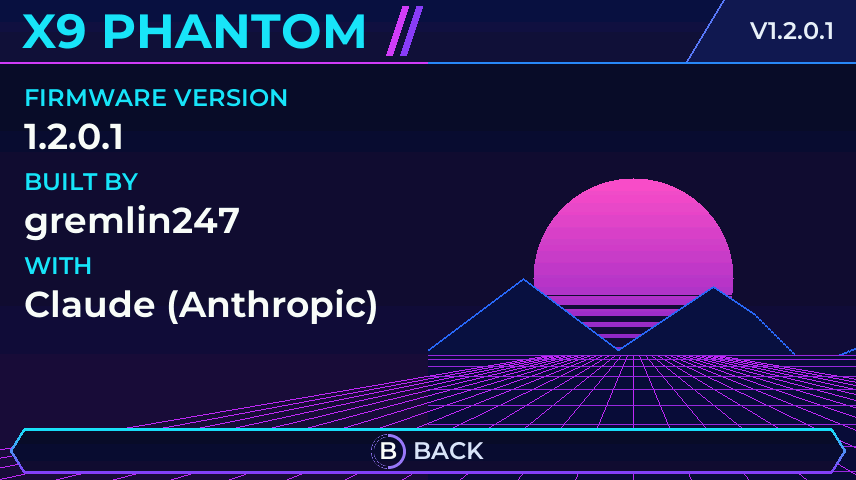 X9 PHANTOM
V1.2.0.1
FIRMWARE VERSION
1.2.0.1
BUILT BY
gremlin247
WITH
Claude (Anthropic)
B BACK